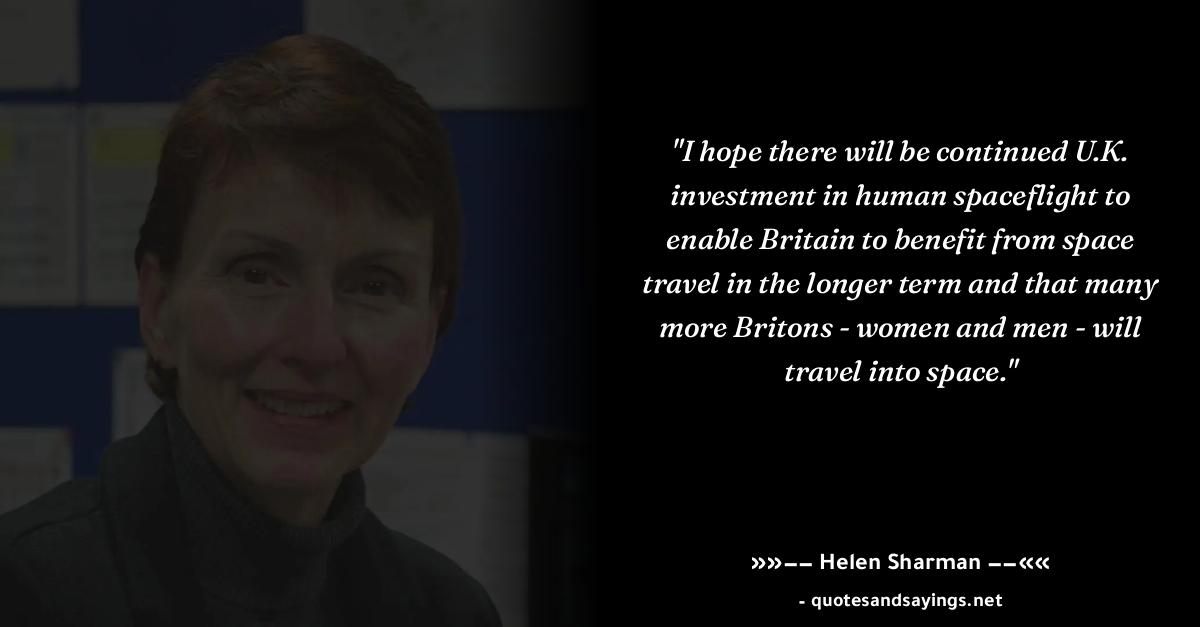 "I hope there will be continued U.K.
investment in human spaceflight to
enable Britain to benefit from space
travel in the longer term and that many
more Britons - women and men - will
travel into space."
»»–– Helen Sharman ––««
- quotesandsayings.net